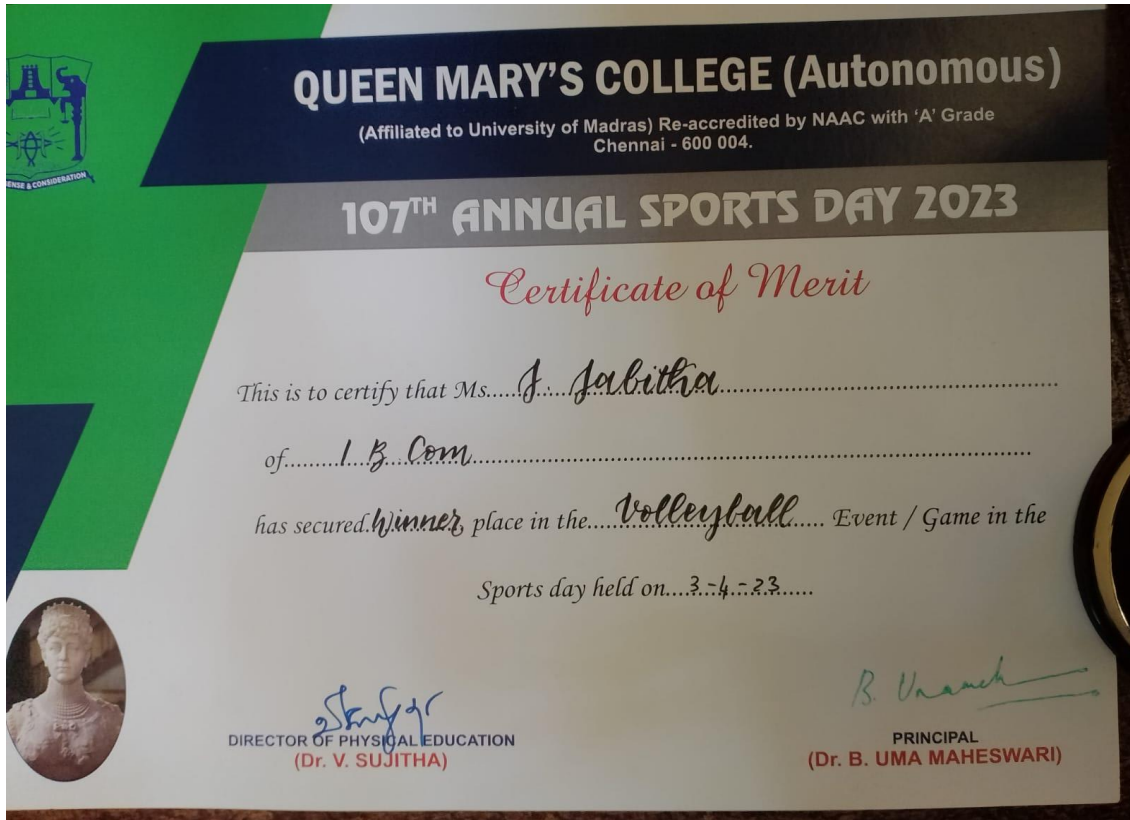 QUEEN MARY'S COLLEGE (Autonomous)
(Affiliated to University of Madras) Re-accredited by NAAC with 'A' Grade
Chennai - 600 004.
ENSE & CONSIDERATION
107TH ANNUAL SPORTS DAY 2023
Certificate of Merit
This is to certify that Ms.....J. Jabitha..........
of.........I B Com..........
has secured.Winner, place in the....Volleyball.... Event / Game in the
Sports day held on....3-4-23......
B. Umamah
DIRECTOR OF PHYSICAL EDUCATION
(Dr. V. SUJITHA)
PRINCIPAL
(Dr. B. UMA MAHESWARI)